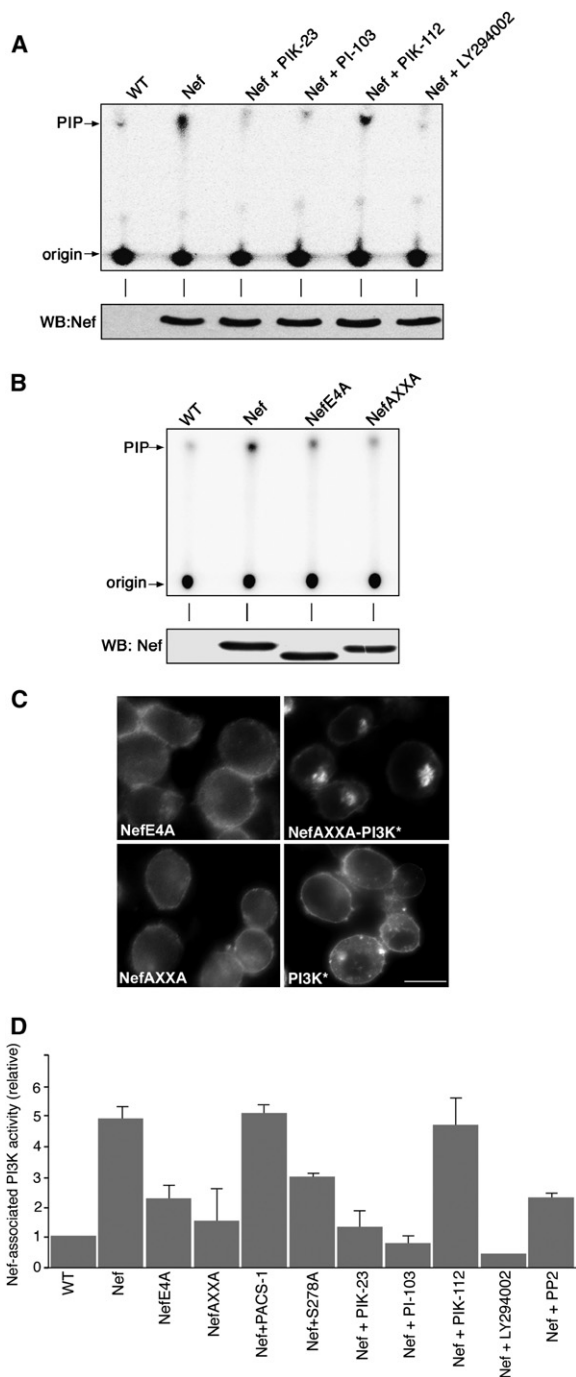 A
WT
Nef
Nef + PIK-23
Nef + PI-103
Nef + PIK-112
Nef + LY294002
PIP
origin
WB:Nef
B
WT
Nef
NefE4A
NefAXXA
PIP
origin
WB: Nef
C
NefE4A
NefAXXA-PI3K*
NefAXXA
PI3K*
D
Nef-associated PI3K activity (relative)
6
5
4
3
2
1
0
WT
Nef
NefE4A
NefAXXA
Nef+PACS-1
Nef+S278A
Nef + PIK-23
Nef + PI-103
Nef + PIK-112
Nef + LY294002
Nef + PP2